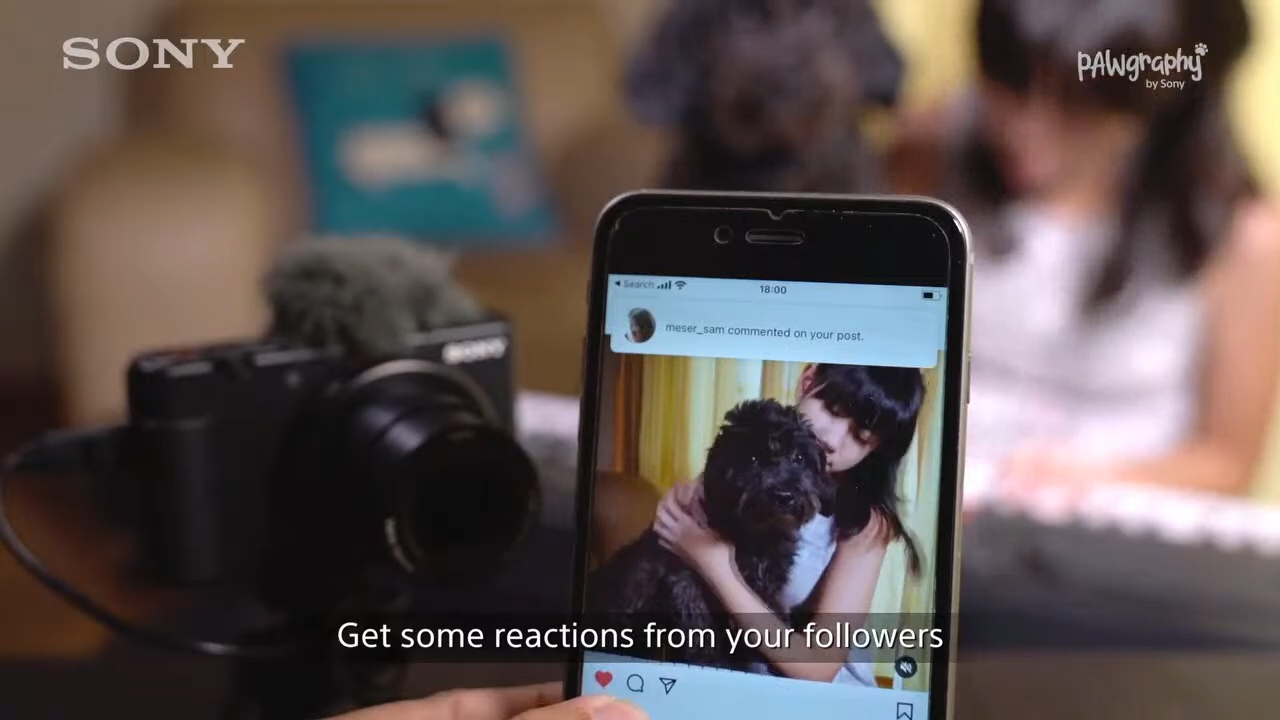 SONY
pAWgraphy
by Sony
Search
18:00
meser_sam commented on your post.
SONY
Get some reactions from your followers